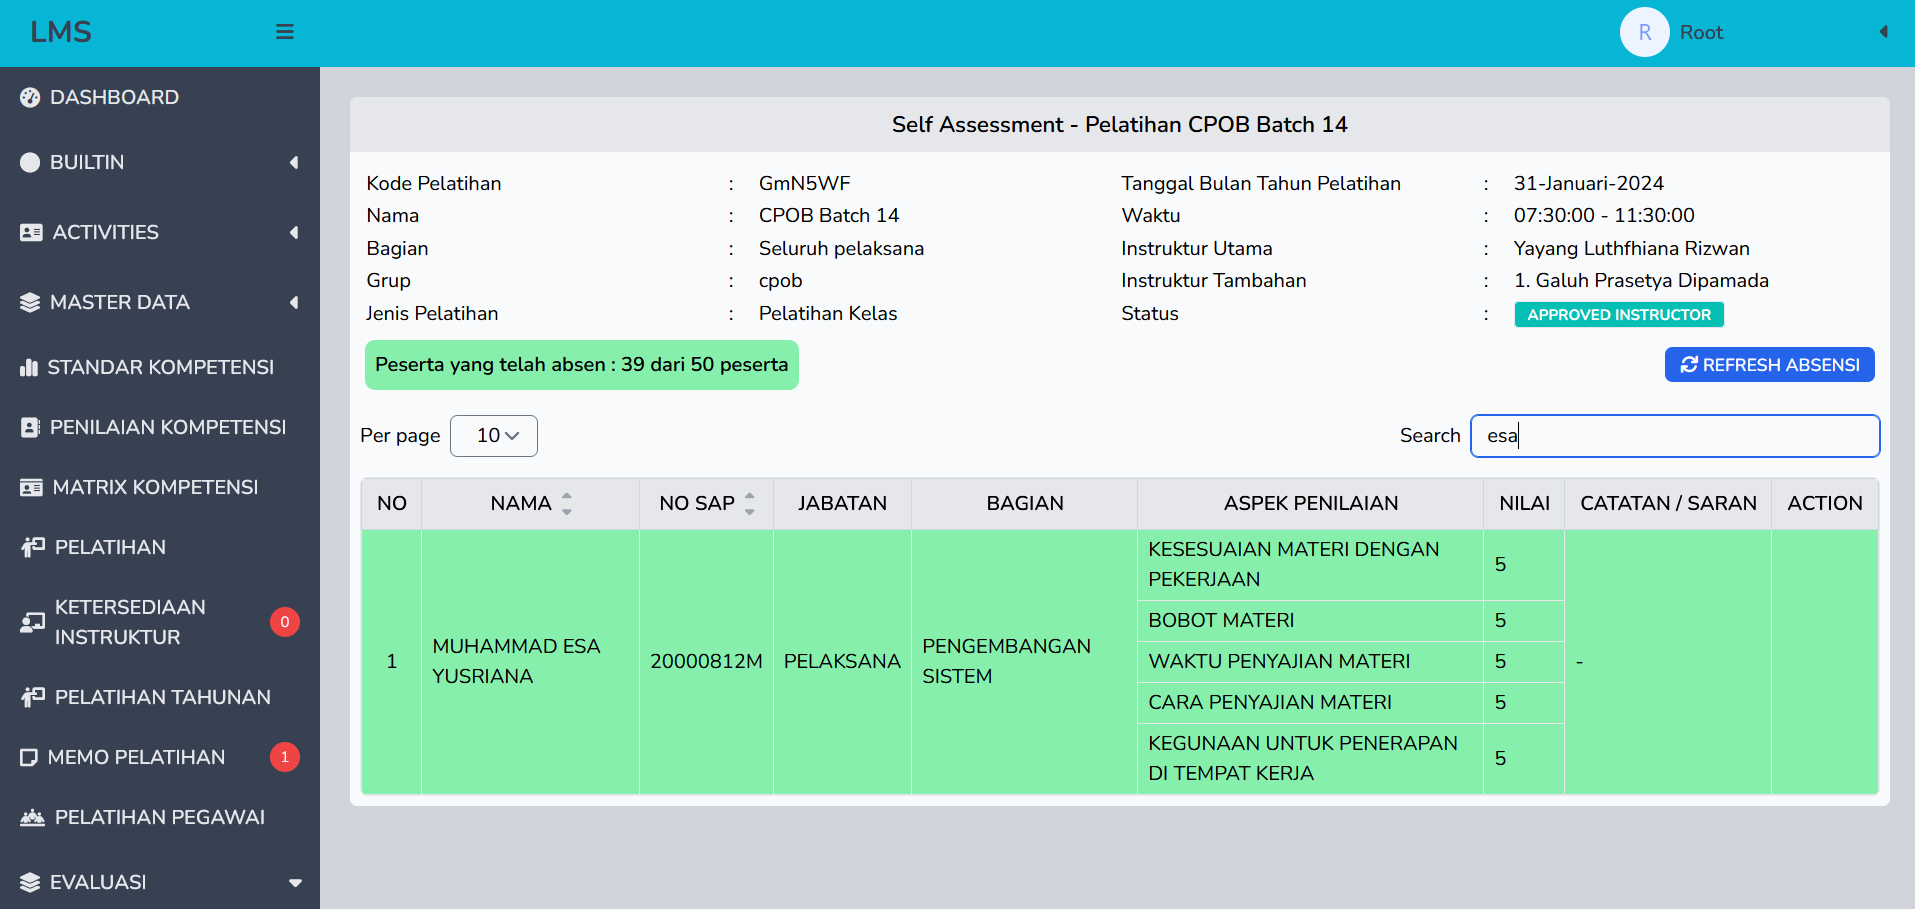 LMS
R Root
DASHBOARD
BUILTIN
ACTIVITIES
MASTER DATA
STANDAR KOMPETENSI
PENILAIAN KOMPETENSI
MATRIX KOMPETENSI
PELATIHAN
KETERSEDIAAN
INSTRUKTUR 0
PELATIHAN TAHUNAN
MEMO PELATIHAN 1
PELATIHAN PEGAWAI
EVALUASI
Self Assessment - Pelatihan CPOB Batch 14
Kode Pelatihan : GmN5WF
Nama : CPOB Batch 14
Bagian : Seluruh pelaksana
Grup : cpob
Jenis Pelatihan : Pelatihan Kelas
Tanggal Bulan Tahun Pelatihan : 31-Januari-2024
Waktu : 07:30:00 - 11:30:00
Instruktur Utama : Yayang Luthfhiana Rizwan
Instruktur Tambahan : 1. Galuh Prasetya Dipamada
Status : APPROVED INSTRUCTOR
Peserta yang telah absen : 39 dari 50 peserta
REFRESH ABSENSI
Per page 10
Search esa
NO NAMA NO SAP JABATAN BAGIAN ASPEK PENILAIAN NILAI CATATAN / SARAN ACTION
1
MUHAMMAD ESA
YUSRIANA
20000812M
PELAKSANA
PENGEMBANGAN
SISTEM
KESESUAIAN MATERI DENGAN
PEKERJAAN
5
BOBOT MATERI 5
WAKTU PENYAJIAN MATERI 5
CARA PENYAJIAN MATERI 5
KEGUNAAN UNTUK PENERAPAN
DI TEMPAT KERJA
5
-